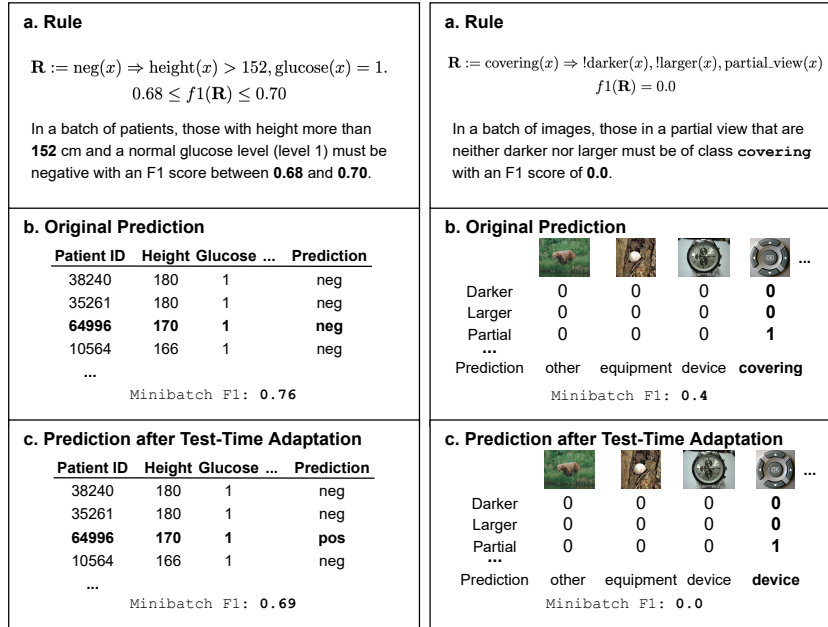 a. Rule
R := neg(x) ⇒ height(x) > 152, glucose(x) = 1.
0.68 ≤ f1(R) ≤ 0.70
In a batch of patients, those with height more than
152 cm and a normal glucose level (level 1) must be
negative with an F1 score between 0.68 and 0.70.
b. Original Prediction
Patient ID Height Glucose ... Prediction
38240 180 1 neg
35261 180 1 neg
64996 170 1 neg
10564 166 1 neg
...
Minibatch F1: 0.76
c. Prediction after Test-Time Adaptation
Patient ID Height Glucose ... Prediction
38240 180 1 neg
35261 180 1 neg
64996 170 1 pos
10564 166 1 neg
...
Minibatch F1: 0.69
a. Rule
R := covering(x) ⇒ !darker(x), !larger(x), partial_view(x)
f1(R) = 0.0
In a batch of images, those in a partial view that are
neither darker nor larger must be of class covering
with an F1 score of 0.0.
b. Original Prediction
...
Darker 0 0 0 0
Larger 0 0 0 0
Partial 0 0 0 1
...
Prediction other equipment device covering
Minibatch F1: 0.4
c. Prediction after Test-Time Adaptation
...
Darker 0 0 0 0
Larger 0 0 0 0
Partial 0 0 0 1
...
Prediction other equipment device device
Minibatch F1: 0.0